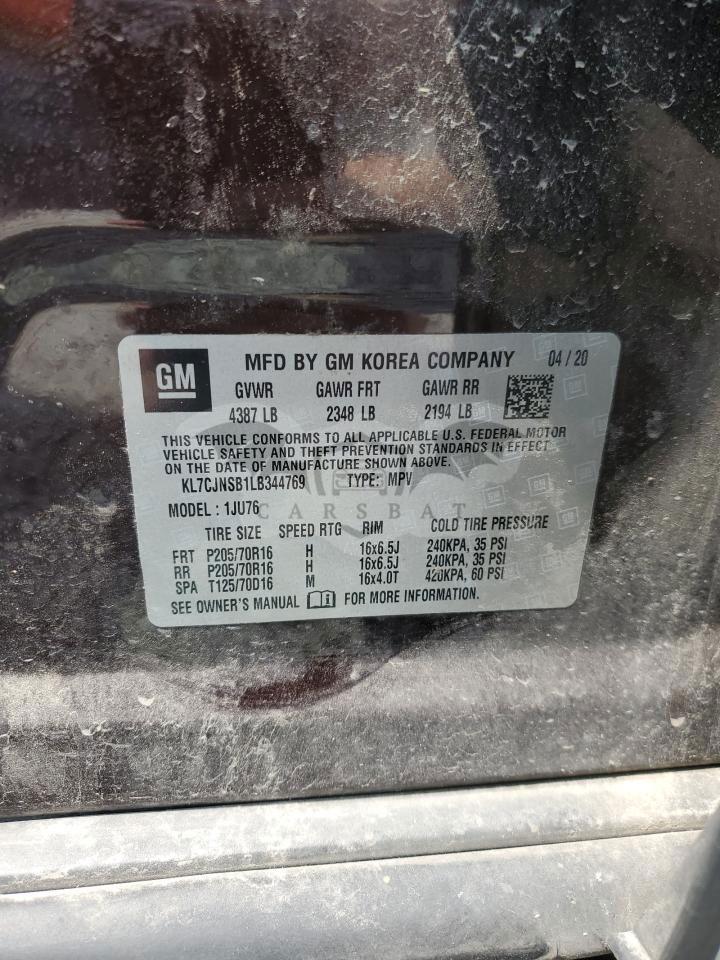 GM MFD BY GM KOREA COMPANY 04 / 20
GVWR GAWR FRT GAWR RR
4387 LB 2348 LB 2194 LB
THIS VEHICLE CONFORMS TO ALL APPLICABLE U.S. FEDERAL MOTOR
VEHICLE SAFETY AND THEFT PREVENTION STANDARDS IN EFFECT
ON THE DATE OF MANUFACTURE SHOWN ABOVE.
KL7CJNSB1LB344769 TYPE: MPV
CARSBAT
MODEL : 1JU76
TIRE SIZE SPEED RTG RIM COLD TIRE PRESSURE
FRT P205/70R16 H 16x6.5J 240KPA, 35 PSI
RR P205/70R16 H 16x6.5J 240KPA, 35 PSI
SPA T125/70D16 M 16x4.0T 420KPA, 60 PSI
SEE OWNER'S MANUAL FOR MORE INFORMATION.